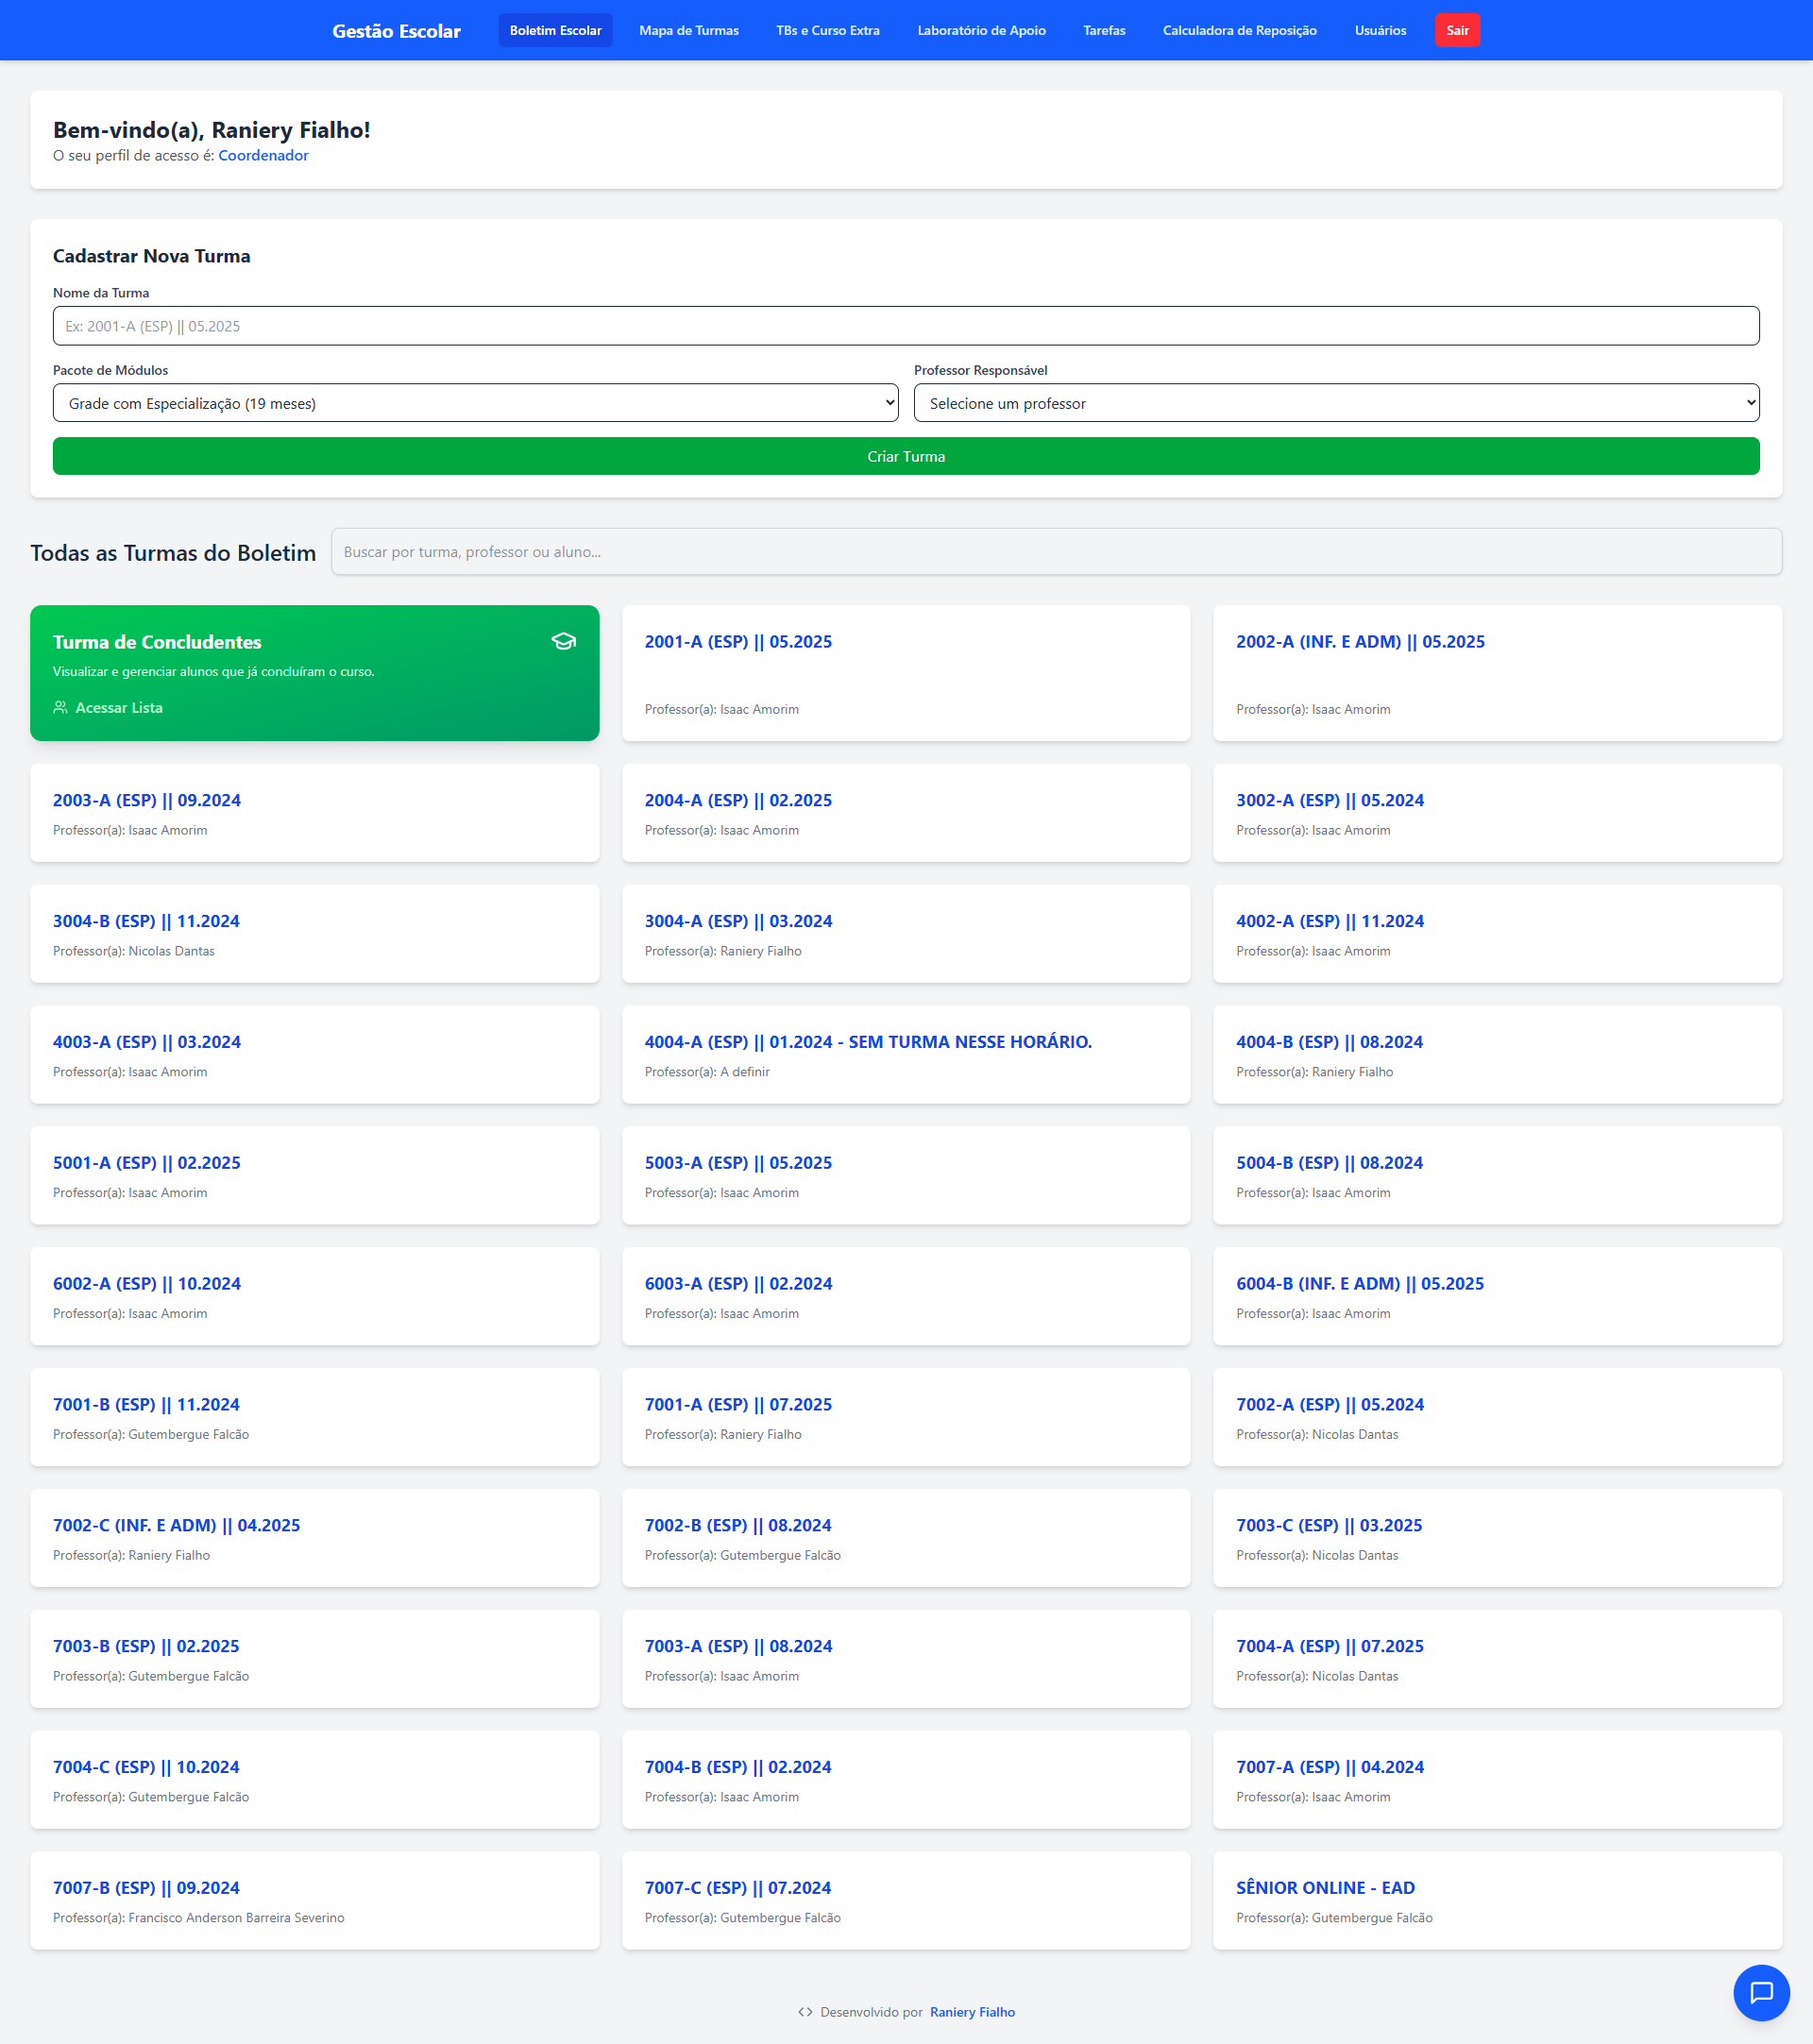 Gestão Escolar
Boletim Escolar
Mapa de Turmas
TBs e Curso Extra
Laboratório de Apoio
Tarefas
Calculadora de Reposição
Usuários
Sair
Bem-vindo(a), Raniery Fialho!
O seu perfil de acesso é: Coordenador
Cadastrar Nova Turma
Nome da Turma
Ex: 2001-A (ESP) || 05.2025
Pacote de Módulos
Professor Responsável
Grade com Especialização (19 meses)
Selecione um professor
Criar Turma
Todas as Turmas do Boletim
Buscar por turma, professor ou aluno...
Turma de Concludentes
Visualizar e gerenciar alunos que já concluíram o curso.
Acessar Lista
2001-A (ESP) || 05.2025
Professor(a): Isaac Amorim
2002-A (INF. E ADM) || 05.2025
Professor(a): Isaac Amorim
2003-A (ESP) || 09.2024
Professor(a): Isaac Amorim
2004-A (ESP) || 02.2025
Professor(a): Isaac Amorim
3002-A (ESP) || 05.2024
Professor(a): Isaac Amorim
3004-B (ESP) || 11.2024
Professor(a): Nicolas Dantas
3004-A (ESP) || 03.2024
Professor(a): Raniery Fialho
4002-A (ESP) || 11.2024
Professor(a): Isaac Amorim
4003-A (ESP) || 03.2024
Professor(a): Isaac Amorim
4004-A (ESP) || 01.2024 - SEM TURMA NESSE HORÁRIO.
Professor(a): A definir
4004-B (ESP) || 08.2024
Professor(a): Raniery Fialho
5001-A (ESP) || 02.2025
Professor(a): Isaac Amorim
5003-A (ESP) || 05.2025
Professor(a): Isaac Amorim
5004-B (ESP) || 08.2024
Professor(a): Isaac Amorim
6002-A (ESP) || 10.2024
Professor(a): Isaac Amorim
6003-A (ESP) || 02.2024
Professor(a): Isaac Amorim
6004-B (INF. E ADM) || 05.2025
Professor(a): Isaac Amorim
7001-B (ESP) || 11.2024
Professor(a): Gutembergue Falcão
7001-A (ESP) || 07.2025
Professor(a): Raniery Fialho
7002-A (ESP) || 05.2024
Professor(a): Nicolas Dantas
7002-C (INF. E ADM) || 04.2025
Professor(a): Raniery Fialho
7002-B (ESP) || 08.2024
Professor(a): Gutembergue Falcão
7003-C (ESP) || 03.2025
Professor(a): Nicolas Dantas
7003-B (ESP) || 02.2025
Professor(a): Gutembergue Falcão
7003-A (ESP) || 08.2024
Professor(a): Isaac Amorim
7004-A (ESP) || 07.2025
Professor(a): Nicolas Dantas
7004-C (ESP) || 10.2024
Professor(a): Gutembergue Falcão
7004-B (ESP) || 02.2024
Professor(a): Isaac Amorim
7007-A (ESP) || 04.2024
Professor(a): Isaac Amorim
7007-B (ESP) || 09.2024
Professor(a): Francisco Anderson Barreira Severino
7007-C (ESP) || 07.2024
Professor(a): Gutembergue Falcão
SÊNIOR ONLINE - EAD
Professor(a): Gutembergue Falcão
Desenvolvido por Raniery Fialho